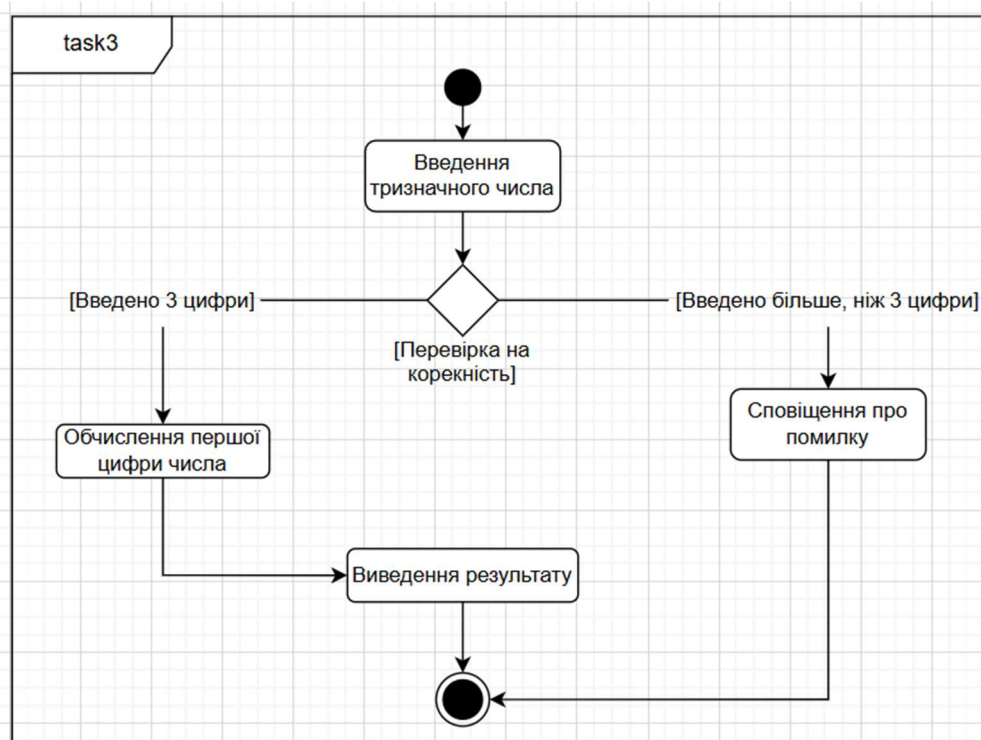 task3
Введення
тризначного числа
[Введено 3 цифри]
[Введено більше, ніж 3 цифри]
[Перевірка на
корекність]
Сповіщення про
помилку
Обчислення першої
цифри числа
Виведення результату